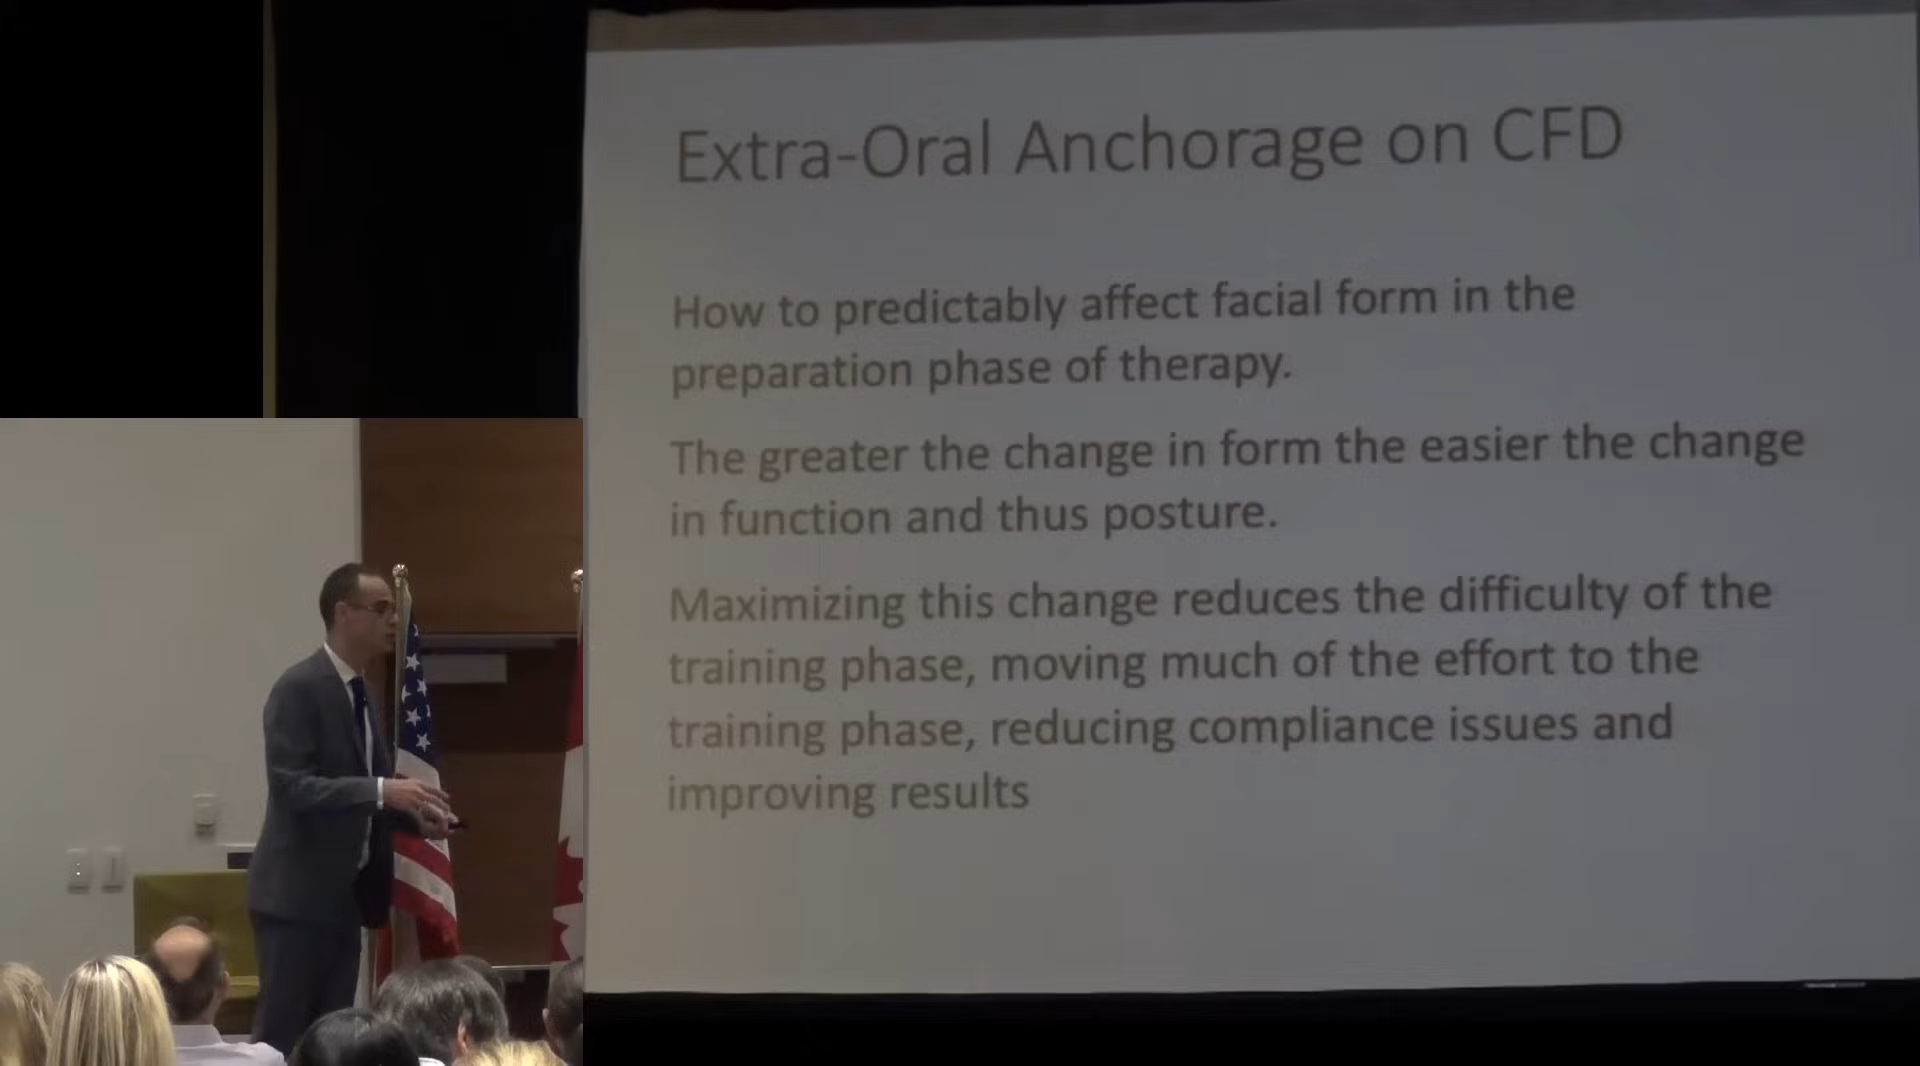 Extra-Oral Anchorage on CFD
How to predictably affect facial form in the
preparation phase of therapy.
The greater the change in form the easier the change
in function and thus posture.
Maximizing this change reduces the difficulty of the
training phase, moving much of the effort to the
training phase, reducing compliance issues and
improving results